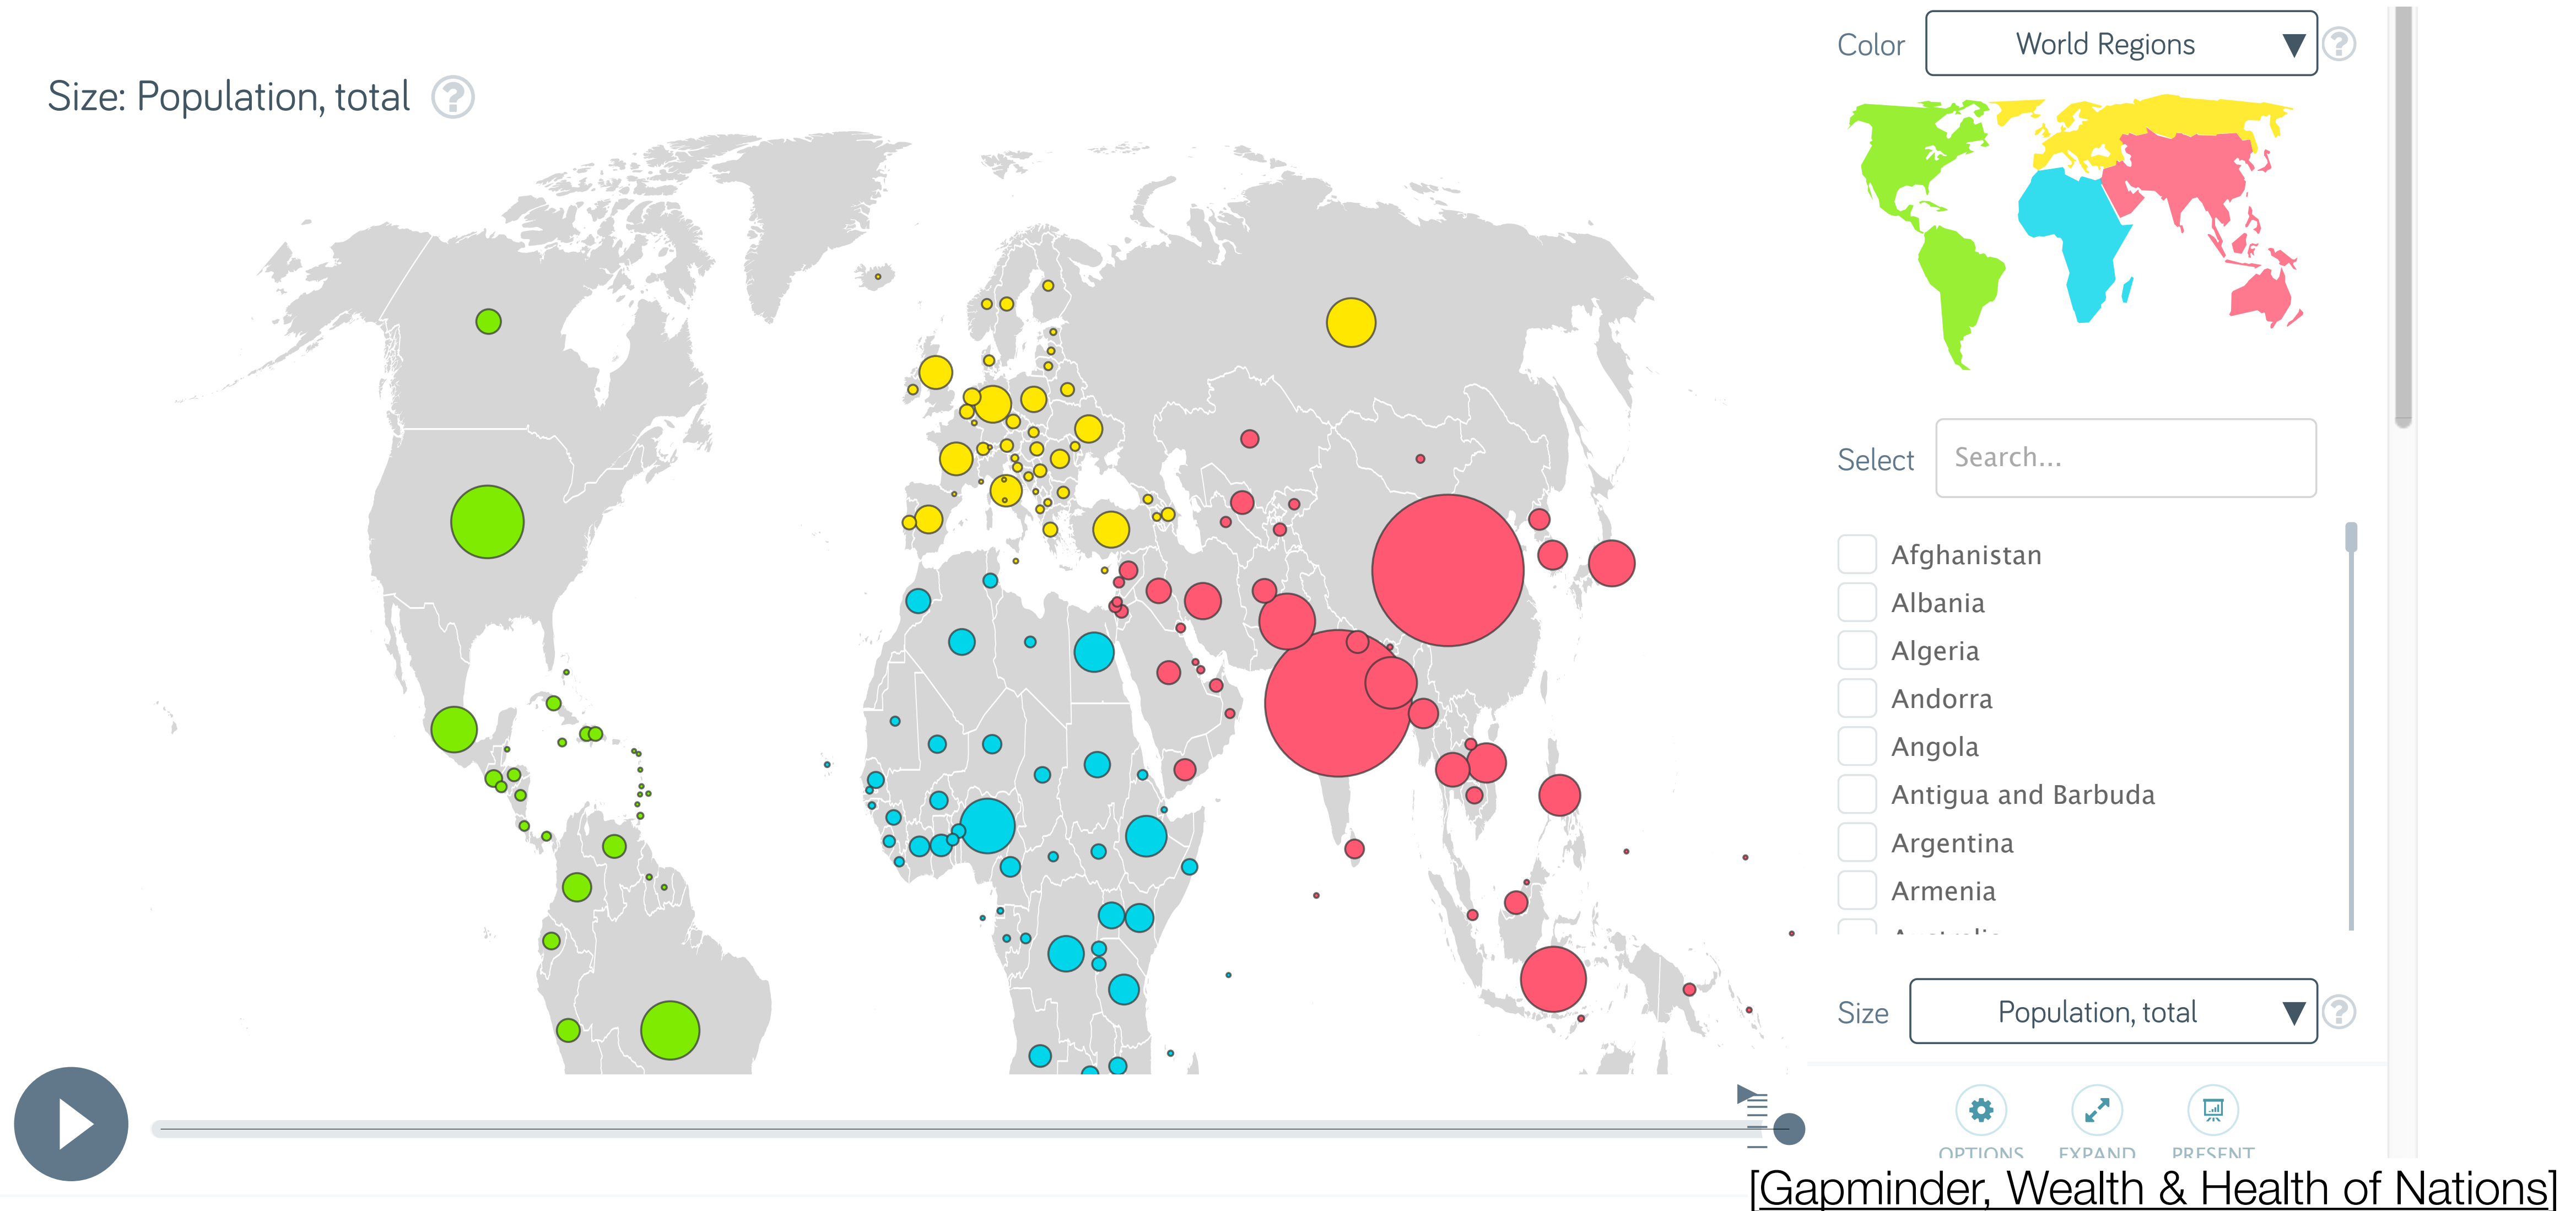 Color
World Regions
?
Size: Population, total ?
Select
Search...
Afghanistan
Albania
Algeria
Andorra
Angola
Antigua and Barbuda
Argentina
Armenia
Australia
Size
Population, total
?
OPTIONS
EXPAND
PRESENT
[Gapminder, Wealth & Health of Nations]